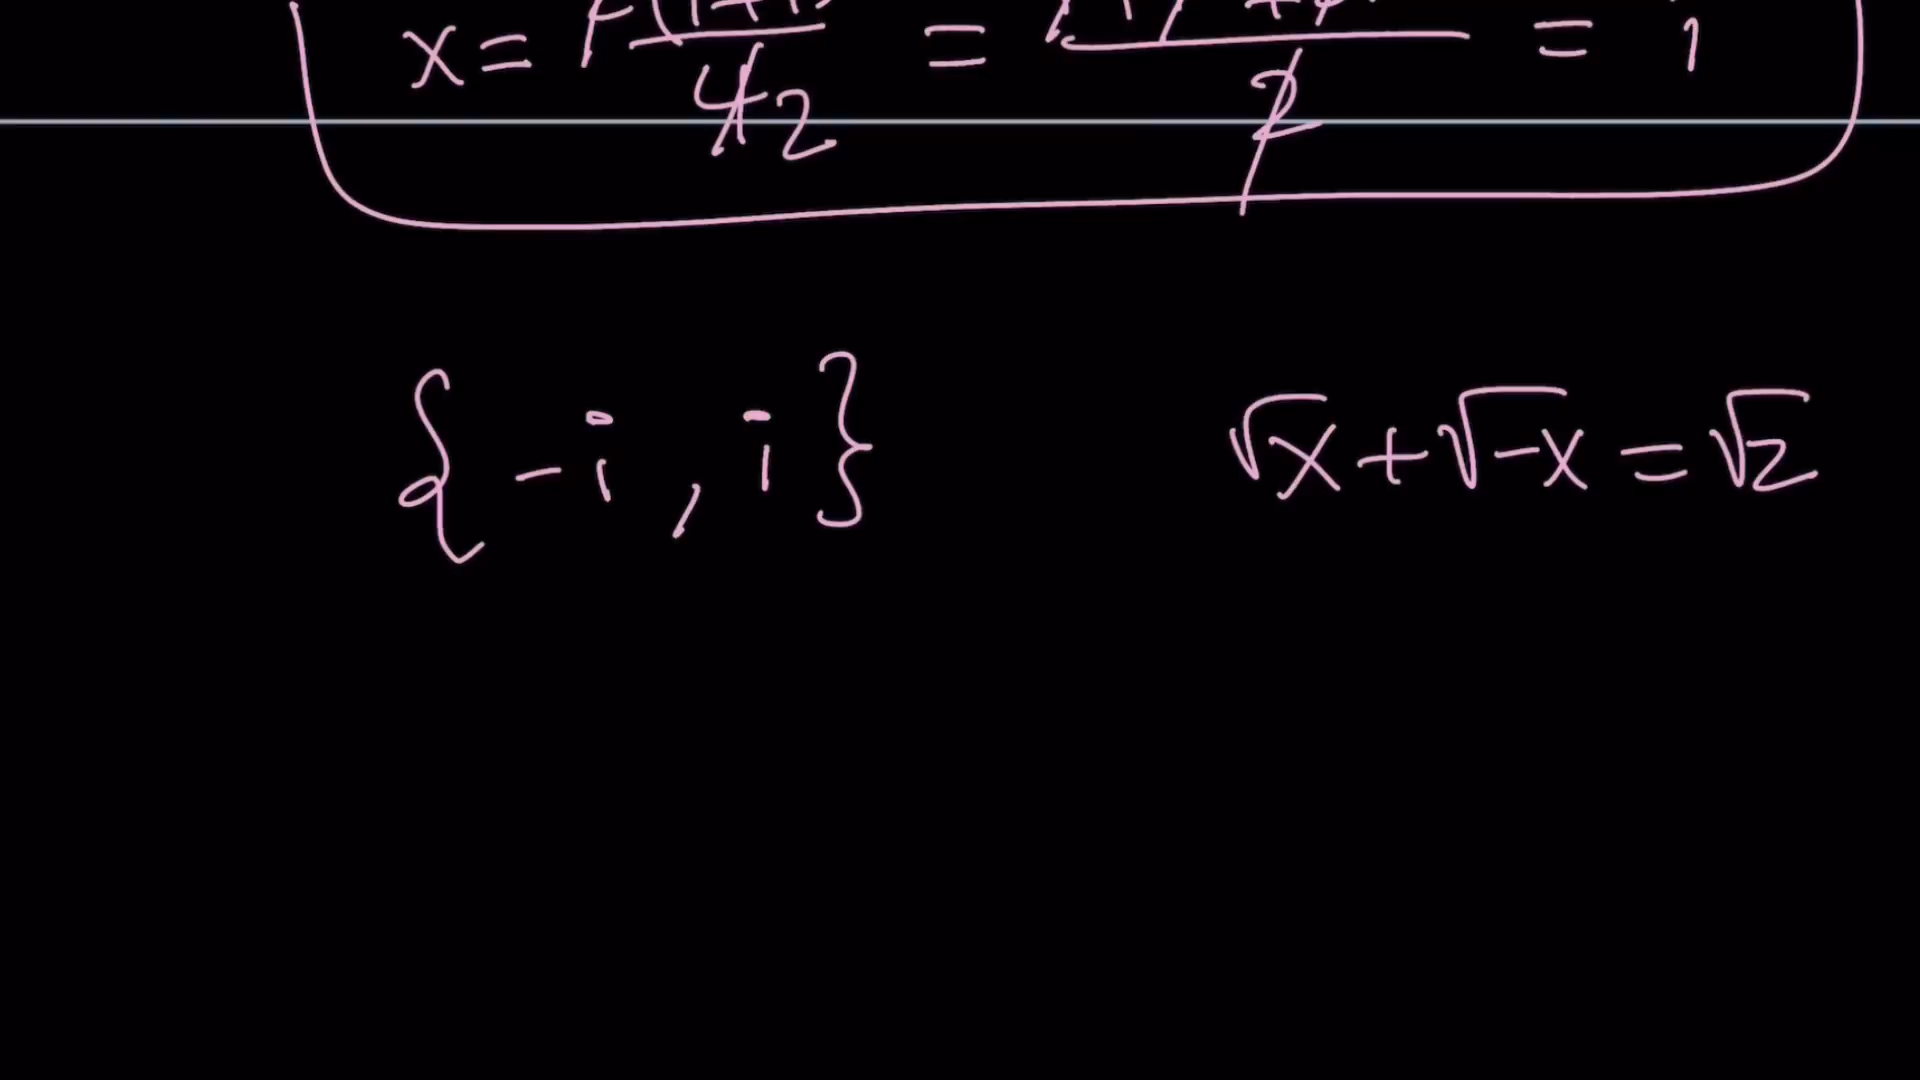 x = = = i
4 2 2
{ -i , i } √x + √-x = √2